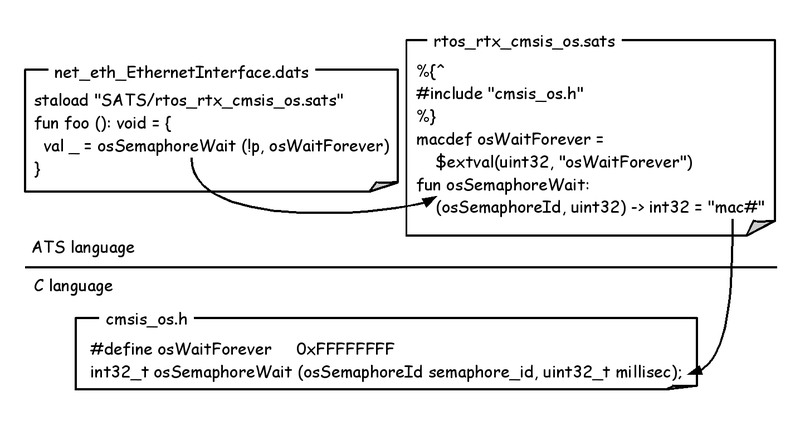 net_eth_EthernetInterface.dats
staload "SATS/rtos_rtx_cmsis_os.sats"
fun foo (): void = {
val _ = osSemaphoreWait (!p, osWaitForever)
}
rtos_rtx_cmsis_os.sats
%{^
#include "cmsis_os.h"
%}
macdef osWaitForever =
$extval(uint32, "osWaitForever")
fun osSemaphoreWait:
(osSemaphoreId, uint32) -> int32 = "mac#"
ATS language
C language
cmsis_os.h
#define osWaitForever 0xFFFFFFFF
int32_t osSemaphoreWait (osSemaphoreId semaphore_id, uint32_t millisec);